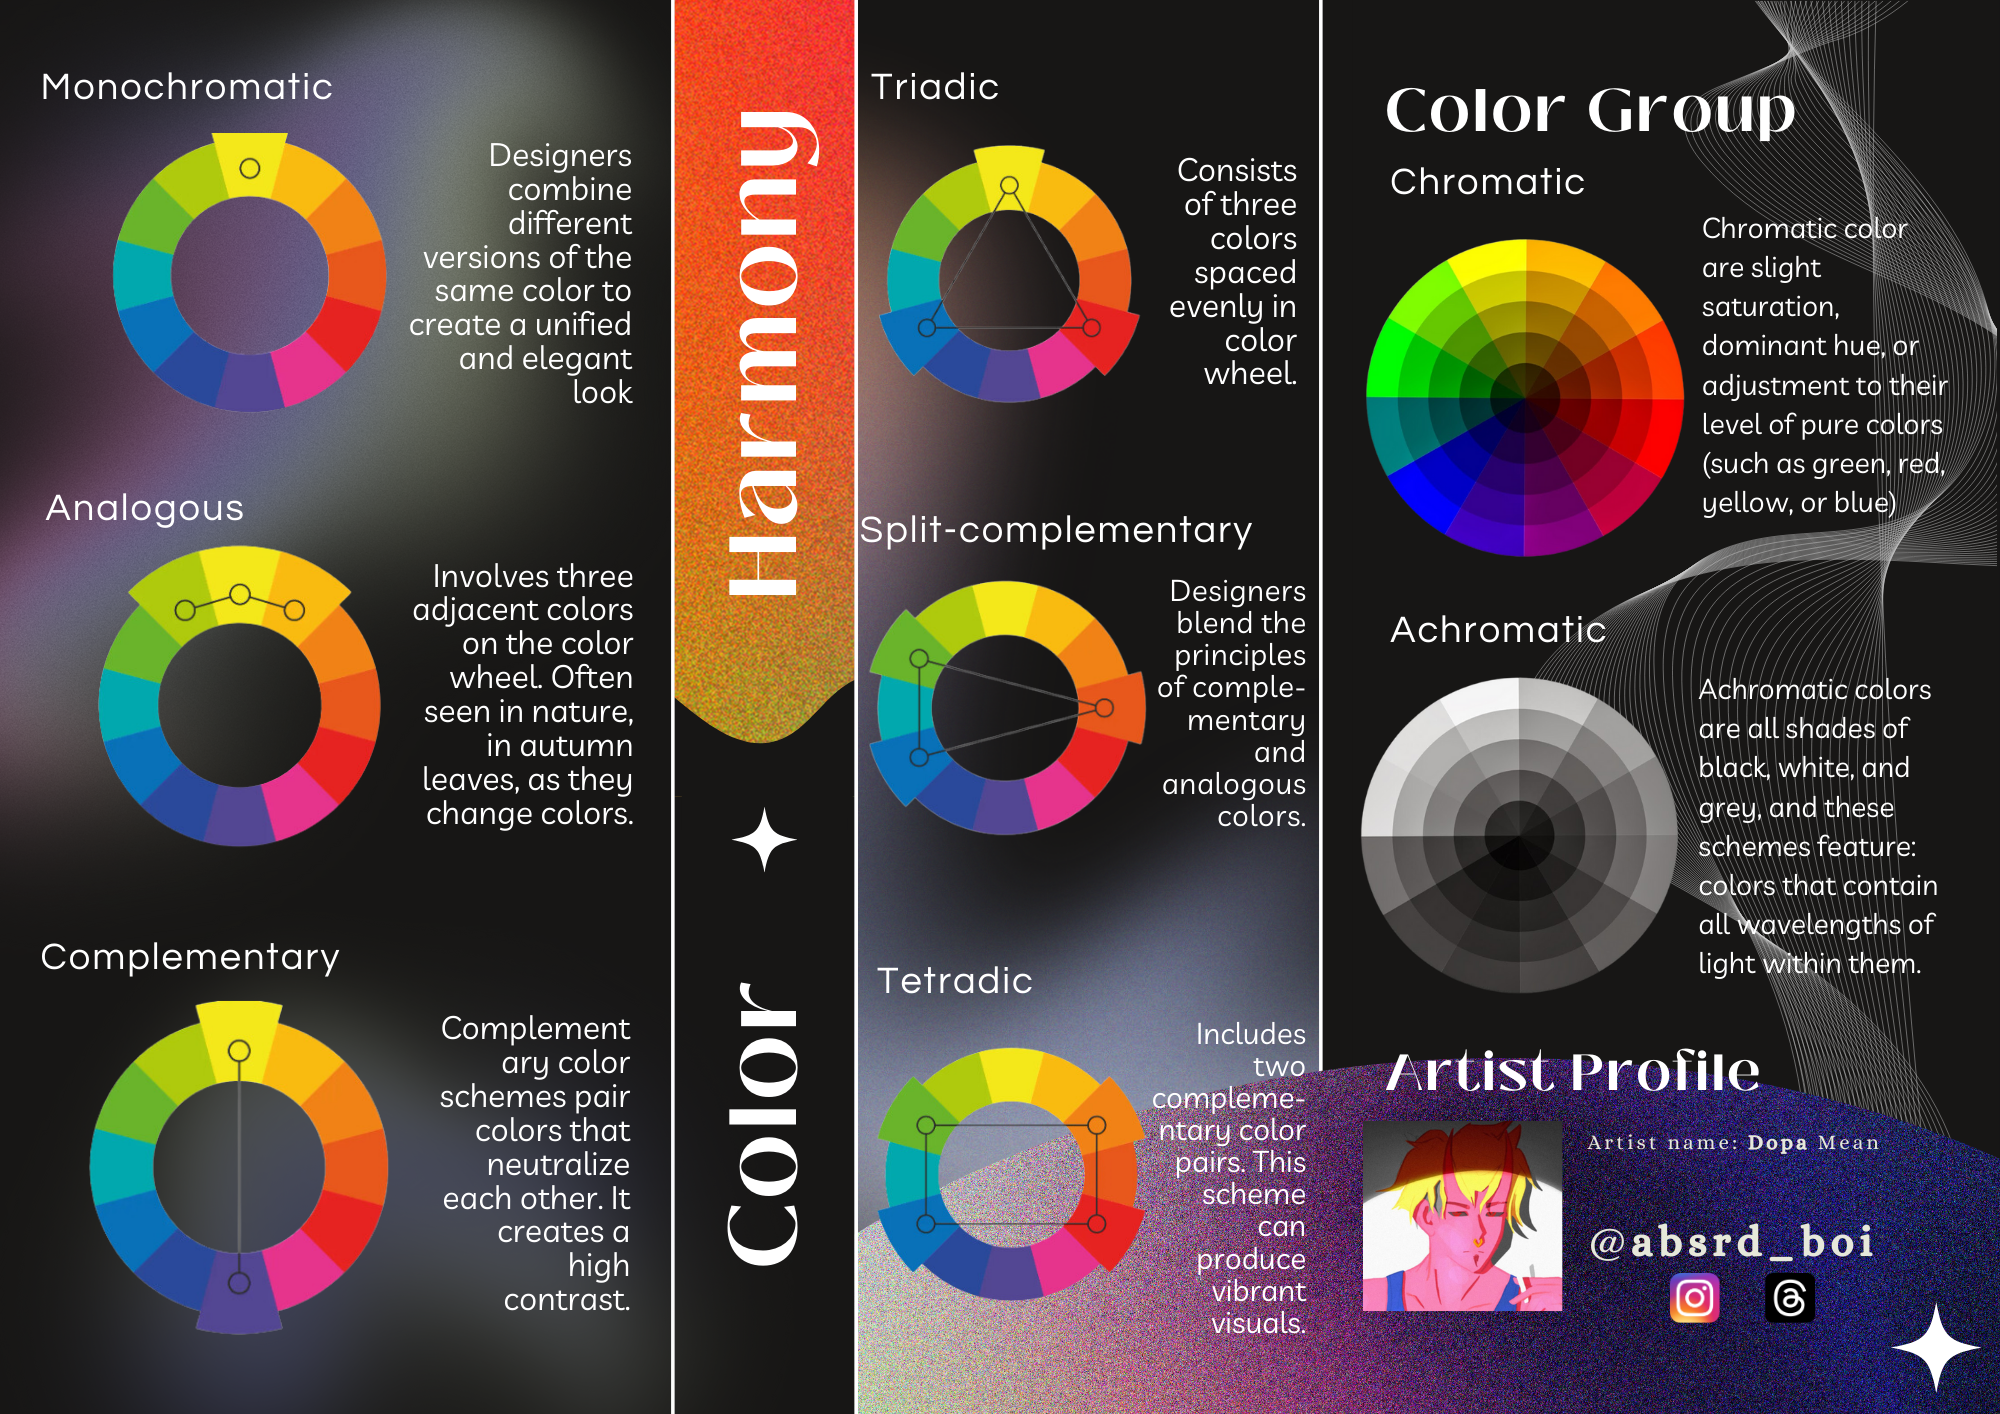 Monochromatic
Designers
combine
different
versions of the
same color to
create a unified
and elegant
look
Analogous
Involves three
adjacent colors
on the color
wheel. Often
seen in nature,
in autumn
leaves, as they
change colors.
Complementary
Complement
ary color
schemes pair
colors that
neutralize
each other. It
creates a
high
contrast.
Color Harmony
Triadic
Consists
of three
colors
spaced
evenly in
color
wheel.
Split-complementary
Designers
blend the
principles
of comple-
mentary
and
analogous
colors.
Tetradic
Includes
two
compleme-
ntary color
pairs. This
scheme
can
produce
vibrant
visuals.
Color Group
Chromatic
Chromatic color
are slight
saturation,
dominant hue, or
adjustment to their
level of pure colors
(such as green, red,
yellow, or blue)
Achromatic
Achromatic colors
are all shades of
black, white, and
grey, and these
schemes feature:
colors that contain
all wavelengths of
light within them.
Artist Profile
Artist name: Dopa Mean
@absrd_boi